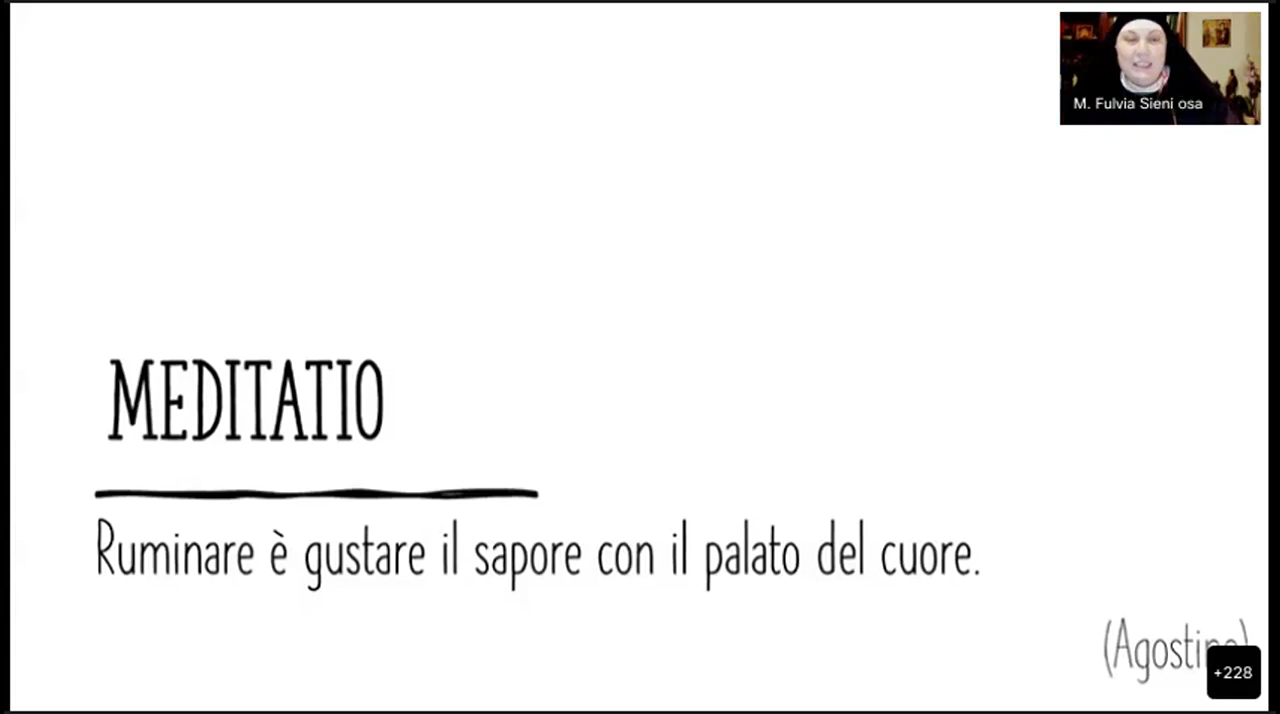 M. Fulvia Sieni osa
MEDITATIO
Ruminare è gustare il sapore con il palato del cuore.
+228